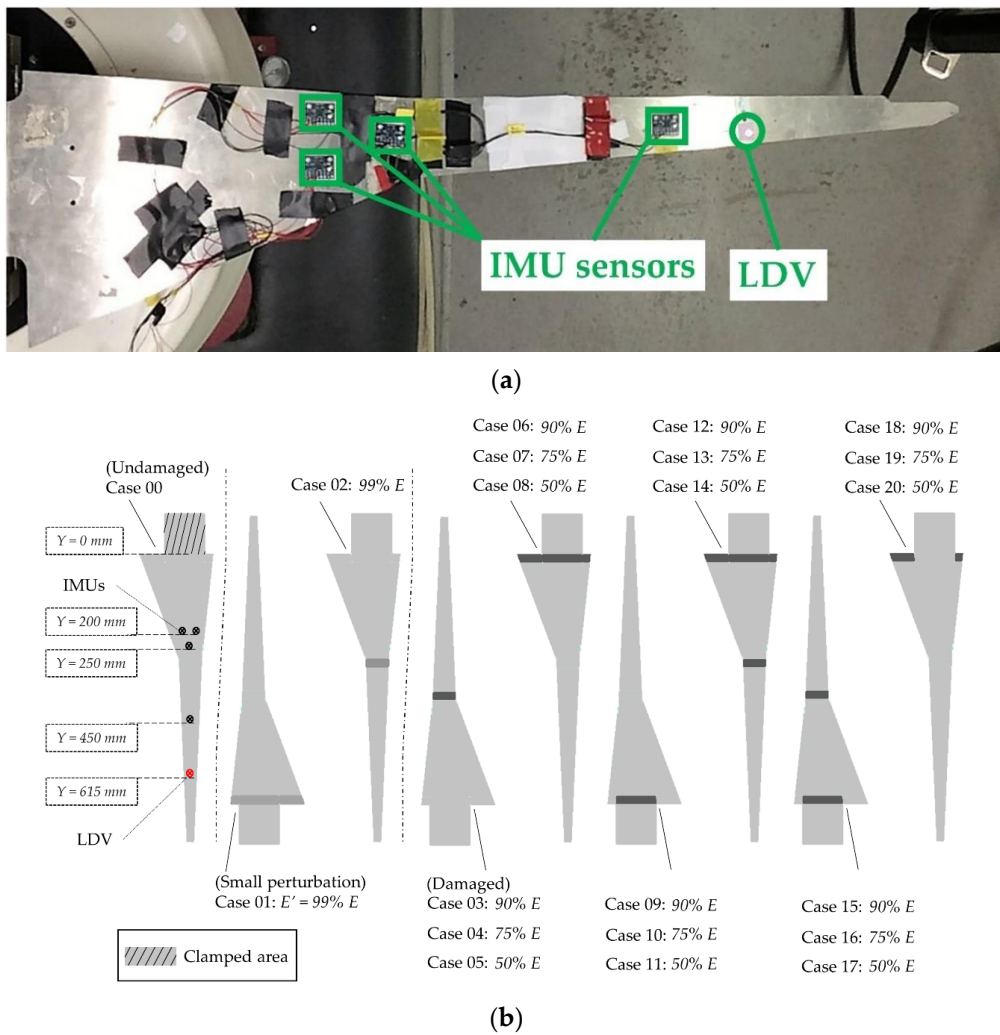 IMU sensors
LDV
(a)
Case 06: 90% E
Case 07: 75% E
Case 08: 50% E
Case 12: 90% E
Case 13: 75% E
Case 14: 50% E
Case 18: 90% E
Case 19: 75% E
Case 20: 50% E
(Undamaged)
Case 00
Case 02: 99% E
Y = 0 mm
IMUs
Y = 200 mm
Y = 250 mm
Y = 450 mm
Y = 615 mm
LDV
(Small perturbation)
Case 01: E' = 99% E
(Damaged)
Case 03: 90% E
Case 04: 75% E
Case 05: 50% E
Case 09: 90% E
Case 10: 75% E
Case 11: 50% E
Case 15: 90% E
Case 16: 75% E
Case 17: 50% E
Clamped area
(b)